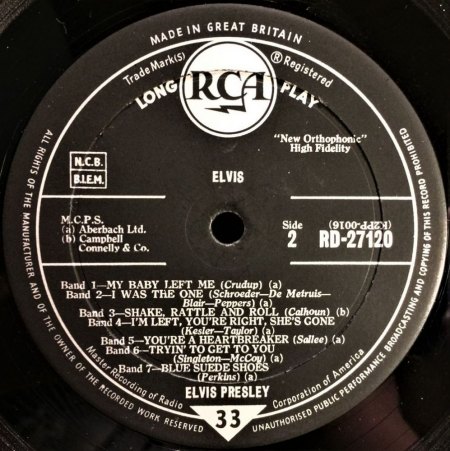 MADE IN GREAT BRITAIN
Trade Mark(S) ® Registered
RCA
LONG PLAY
"New Orthophonic"
High Fidelity
N.C.B.
B.I.E.M.
ELVIS
M.C.P.S.
(a) Aberbach Ltd.
(b) Campbell
Connelly & Co.
Side
2
(K2PP-0016)
RD-27120
Band 1—MY BABY LEFT ME (Crudup) (a)
Band 2—I WAS THE ONE (Schroeder—De Metruis—
Blair—Peppers) (a)
Band 3—SHAKE, RATTLE AND ROLL (Calhoun) (b)
Band 4—I'M LEFT, YOU'RE RIGHT, SHE'S GONE
(Kesler—Taylor) (a)
Band 5—YOU'RE A HEARTBREAKER (Sallee) (a)
Band 6—TRYIN' TO GET TO YOU
(Singleton—McCoy) (a)
Band 7—BLUE SUEDE SHOES
(Perkins) (a)
ELVIS PRESLEY
Master Recording of Radio Corporation of America
33
ALL RIGHTS OF THE MANUFACTURER AND OF THE OWNER OF THE RECORDED WORK RESERVED
UNAUTHORISED PUBLIC PERFORMANCE BROADCASTING AND COPYING OF THIS RECORD PROHIBITED